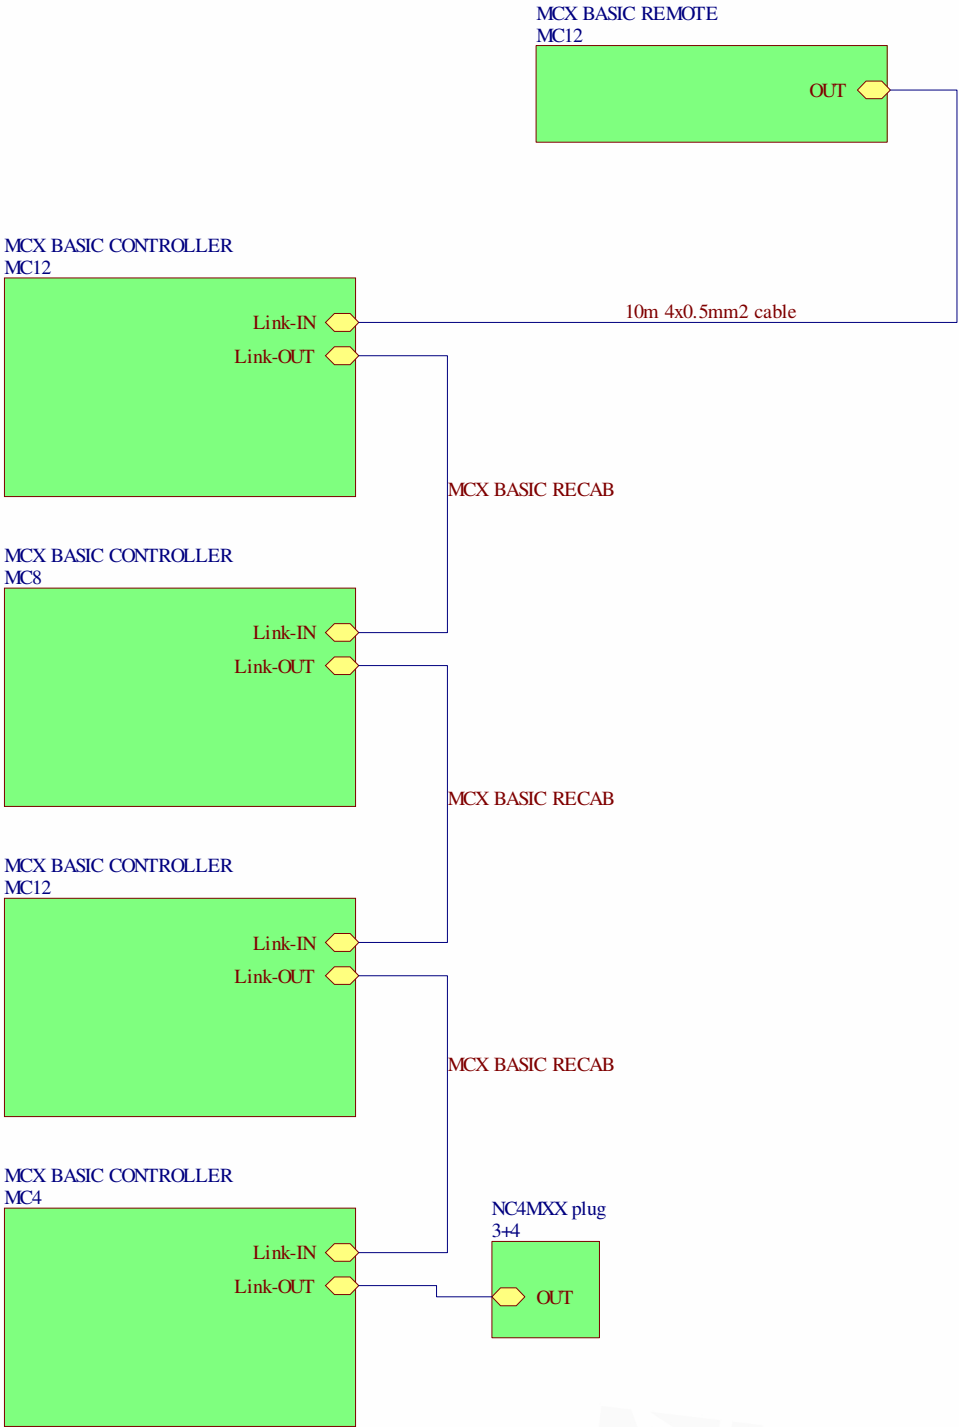 MCX BASIC REMOTE
MC12
OUT
MCX BASIC CONTROLLER
MC12
Link-IN
10m 4x0.5mm2 cable
Link-OUT
MCX BASIC RECAB
MCX BASIC CONTROLLER
MC8
Link-IN
Link-OUT
MCX BASIC RECAB
MCX BASIC CONTROLLER
MC12
Link-IN
Link-OUT
MCX BASIC RECAB
MCX BASIC CONTROLLER
MC4
NC4MXX plug
3+4
Link-IN
Link-OUT
OUT